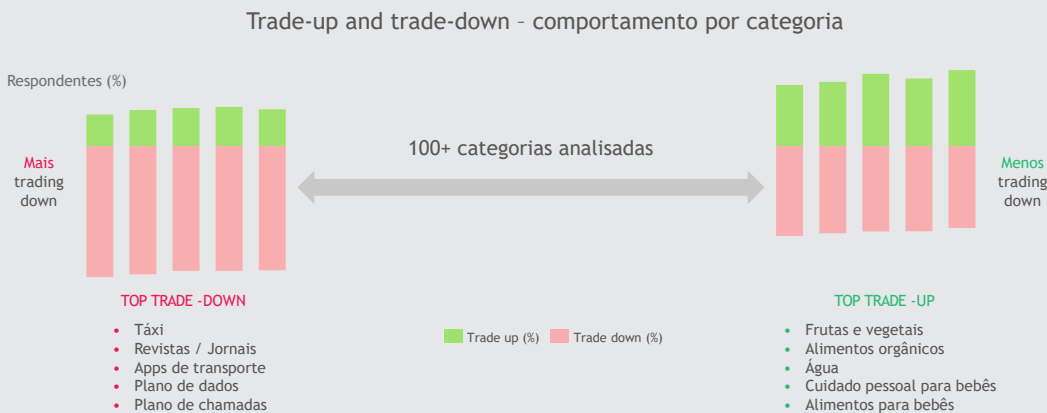 Trade-up and trade-down – comportamento por categoria
Respondentes (%)
Mais
trading
down
100+ categorias analisadas
Menos
trading
down
TOP TRADE -DOWN
• Táxi
• Revistas / Jornais
• Apps de transporte
• Plano de dados
• Plano de chamadas
Trade up (%) Trade down (%)
TOP TRADE -UP
• Frutas e vegetais
• Alimentos orgânicos
• Água
• Cuidado pessoal para bebês
• Alimentos para bebês